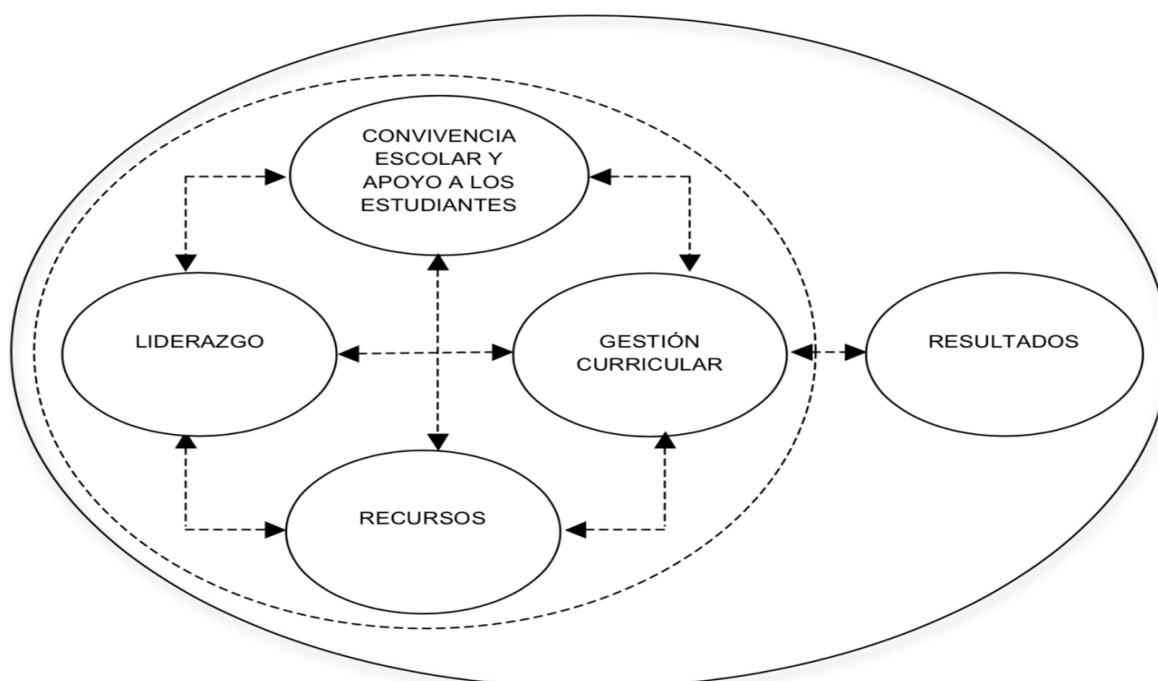 CONVIVENCIA
ESCOLAR Y
APOYO A LOS
ESTUDIANTES
LIDERAZGO
GESTIÓN
CURRICULAR
RESULTADOS
RECURSOS